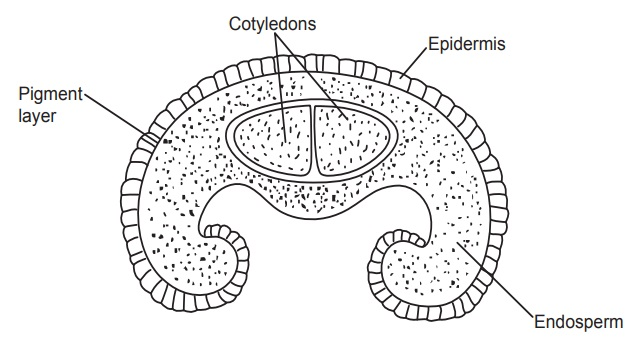 Cotyledons
Epidermis
Pigment
layer
Endosperm